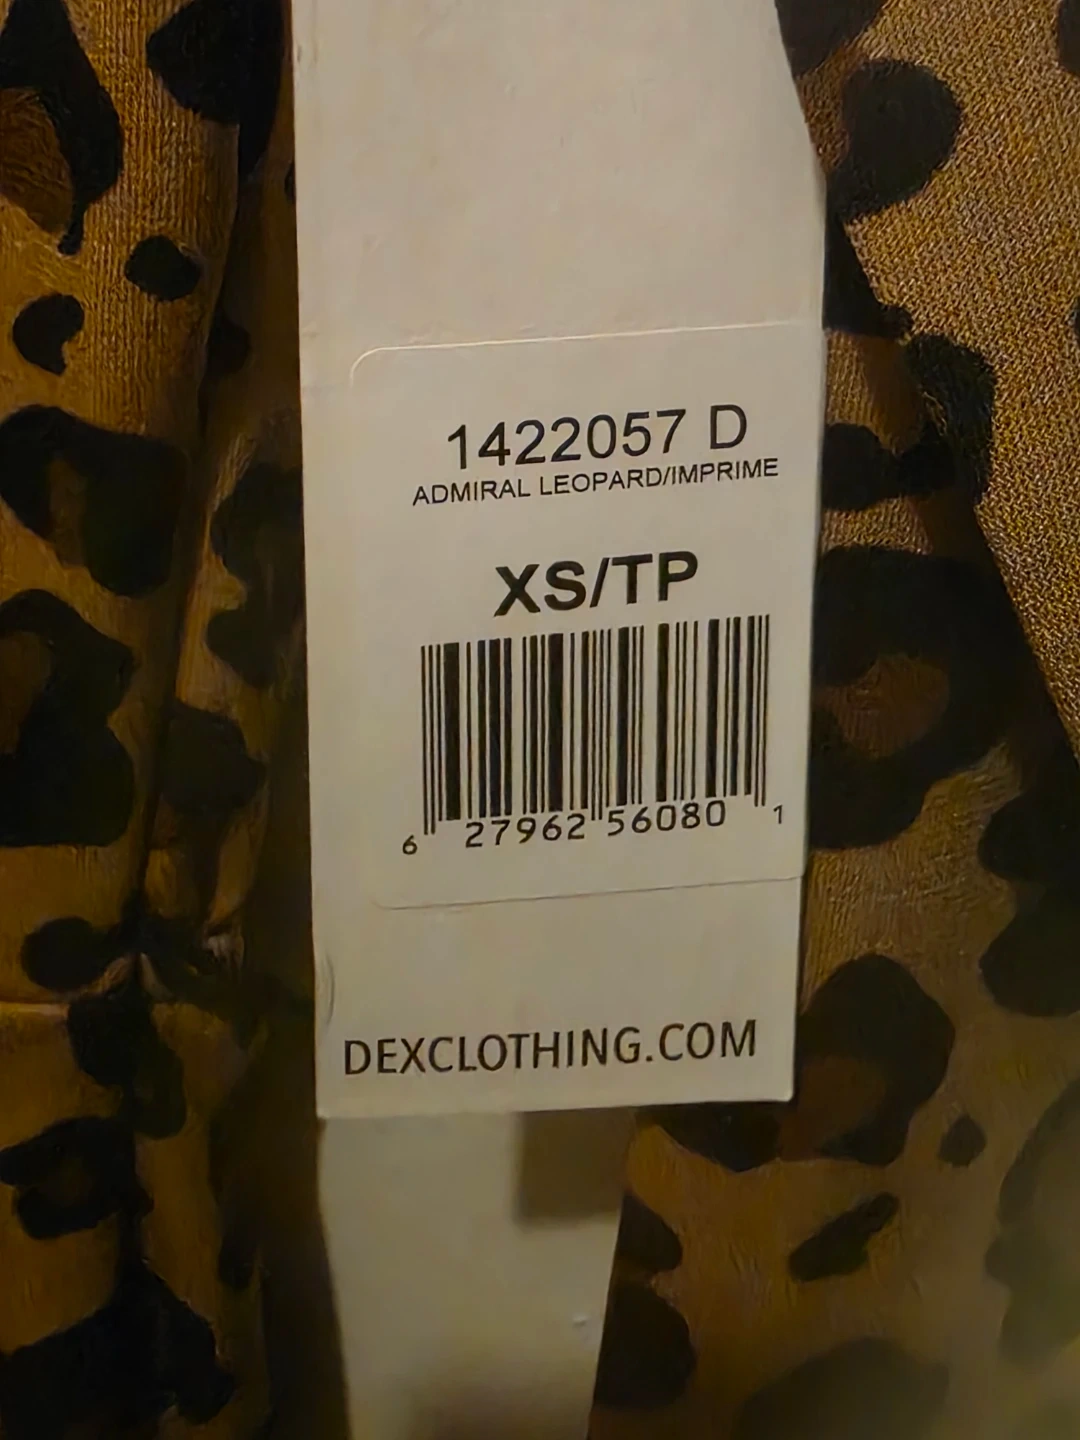 1422057 D
ADMIRAL LEOPARD/IMPRIME
XS/TP
6 27962 56080 1
DEXCLOTHING.COM